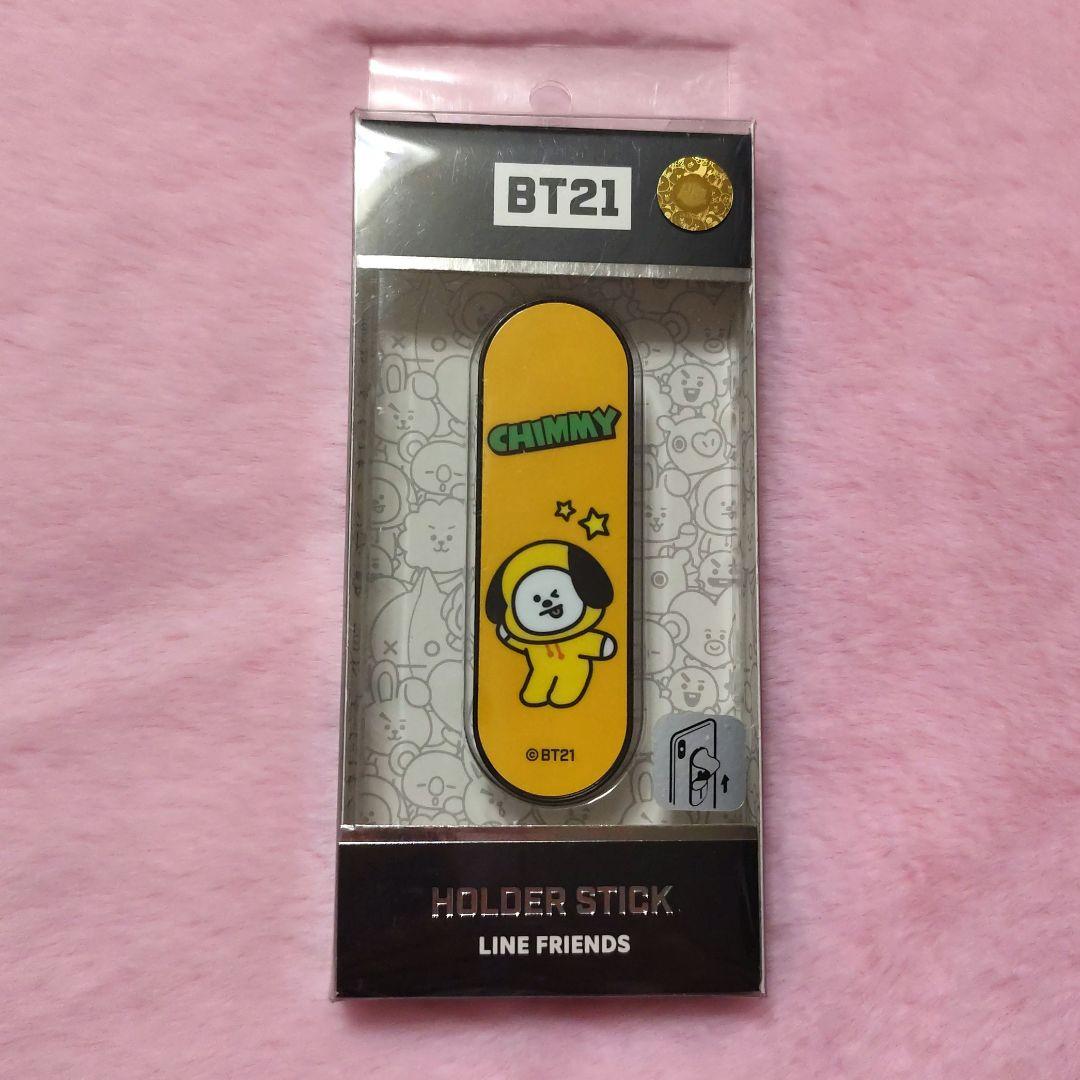 BT21
CHIMMY
©BT21
HOLDER STICK
LINE FRIENDS